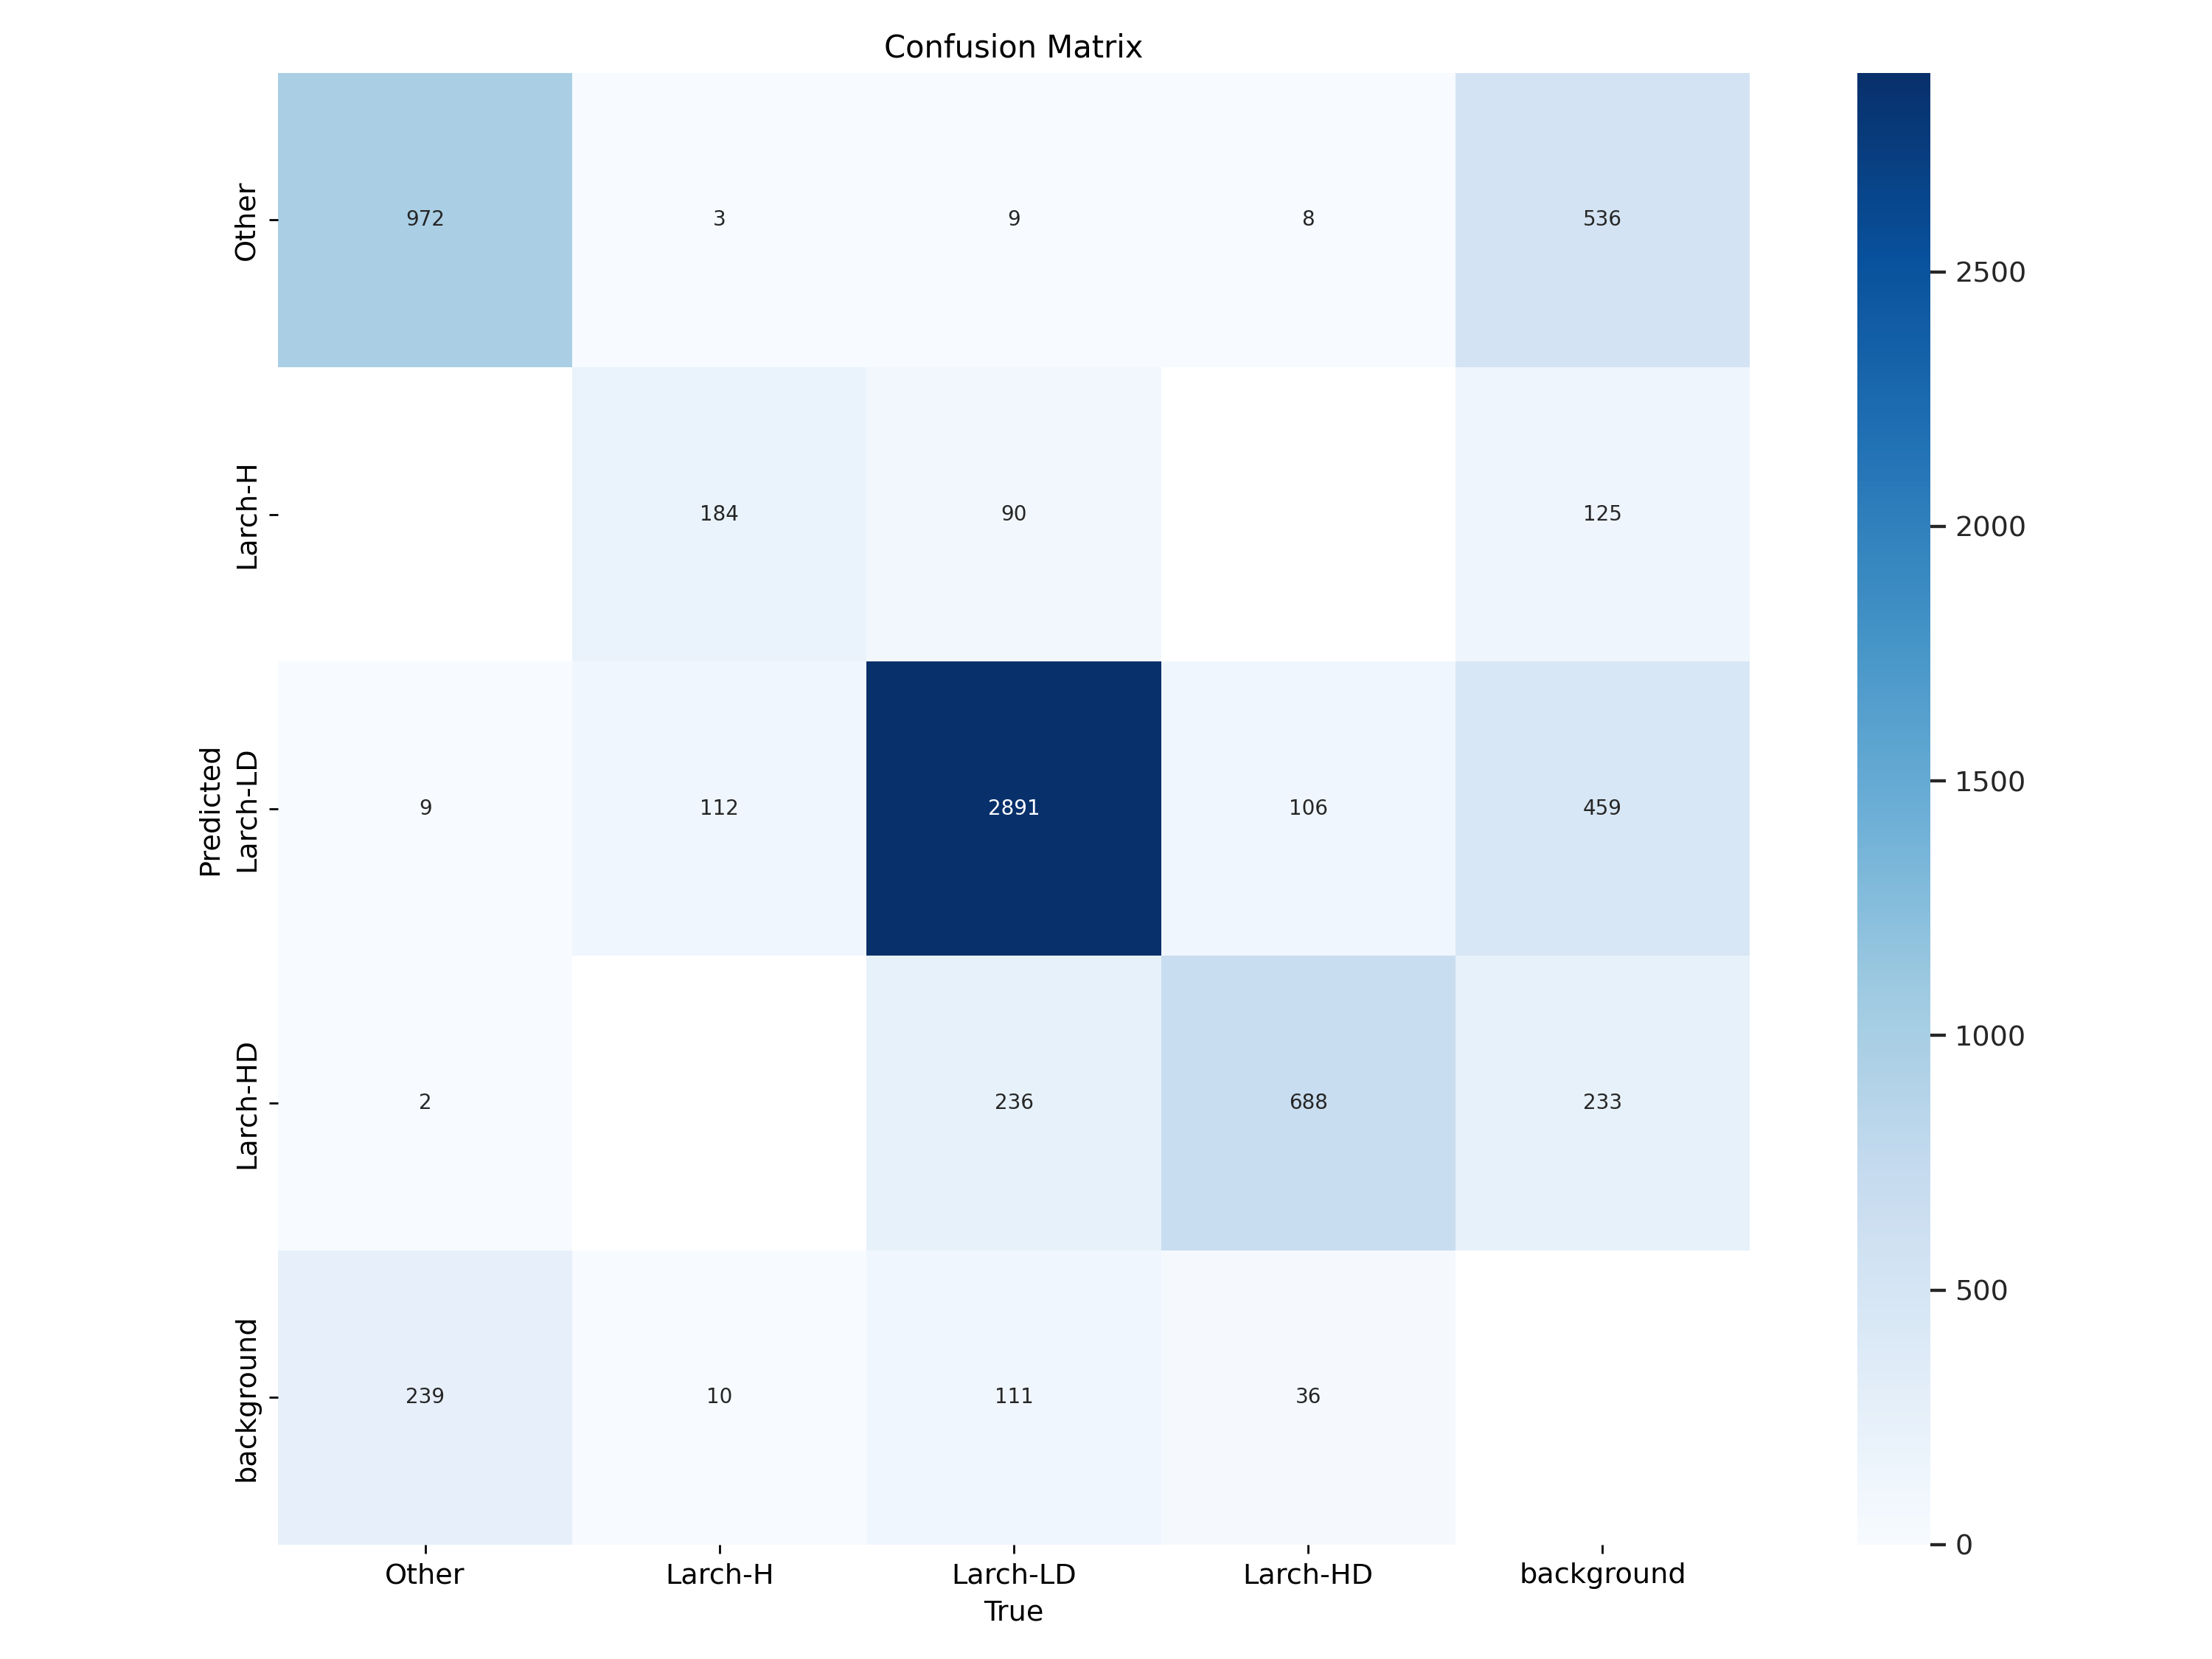 Confusion Matrix
Other
972 3 9 8 536
2500
Larch-H
184 90 125
2000
Predicted
Larch-LD
9 112 2891 106 459
1500
Larch-HD
2 236 688 233
1000
background
239 10 111 36
500
0
Other Larch-H Larch-LD Larch-HD background
True